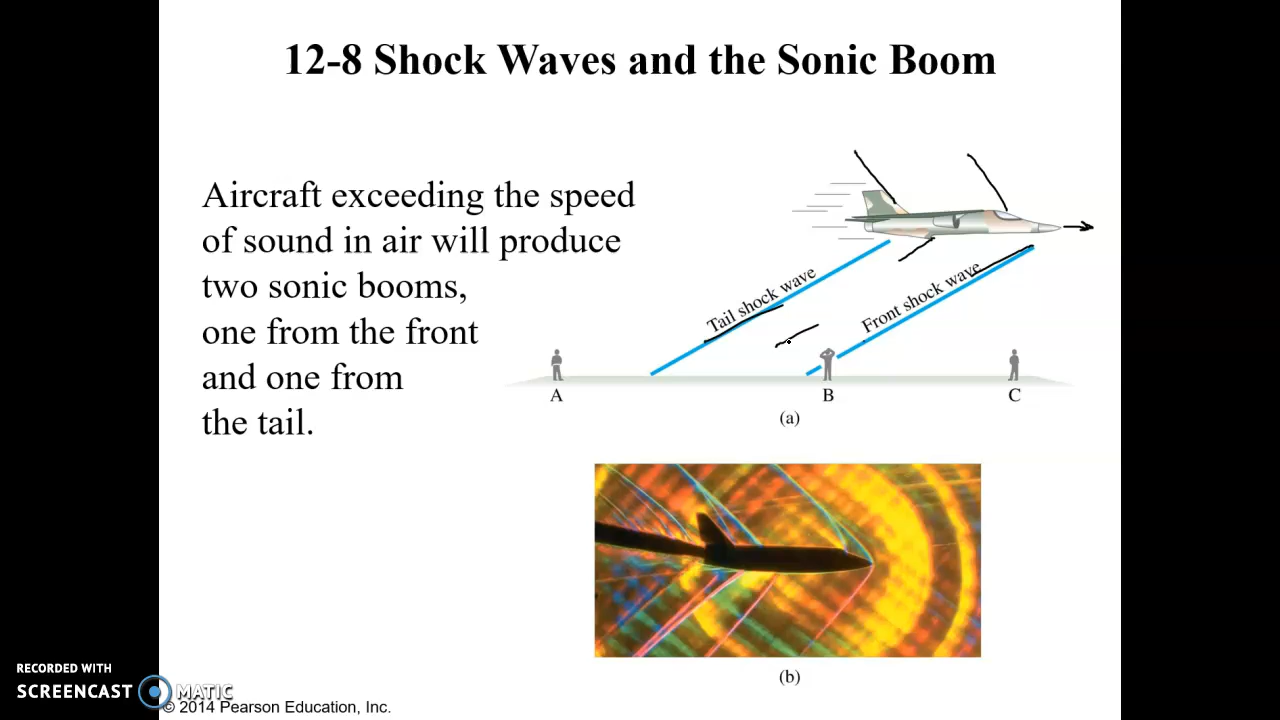 12-8 Shock Waves and the Sonic Boom
Aircraft exceeding the speed
of sound in air will produce
two sonic booms,
one from the front
and one from
the tail.
Tail shock wave
Front shock wave
A
B
C
(a)
(b)
RECORDED WITH
SCREENCAST MATIC
© 2014 Pearson Education, Inc.